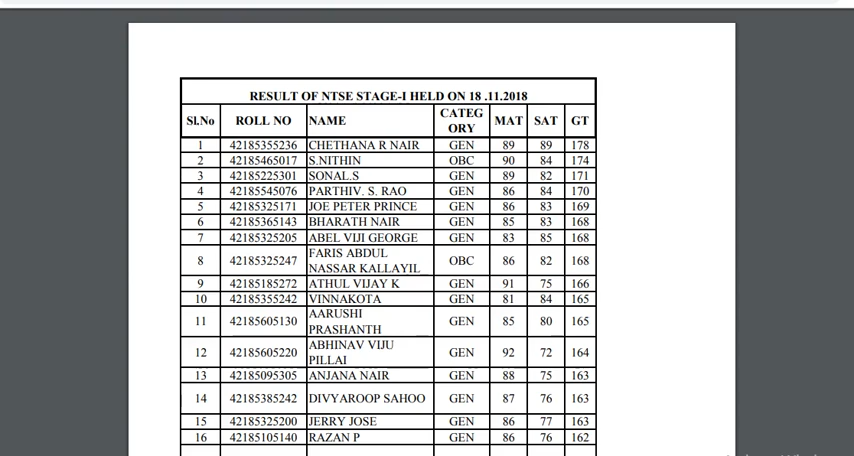 RESULT OF NTSE STAGE-I HELD ON 18 .11.2018
Sl.No ROLL NO NAME CATEG ORY MAT SAT GT
1 42185355236 CHETHANA R NAIR GEN 89 89 178
2 42185465017 S.NITHIN OBC 90 84 174
3 42185225301 SONAL.S GEN 89 82 171
4 42185545076 PARTHIV. S. RAO GEN 86 84 170
5 42185325171 JOE PETER PRINCE GEN 86 83 169
6 42185365143 BHARATH NAIR GEN 85 83 168
7 42185325205 ABEL VIJI GEORGE GEN 83 85 168
8 42185325247 FARIS ABDUL NASSAR KALLAYIL OBC 86 82 168
9 42185185272 ATHUL VIJAY K GEN 91 75 166
10 42185355242 VINNAKOTA GEN 81 84 165
11 42185605130 AARUSHI PRASHANTH GEN 85 80 165
12 42185605220 ABHINAV VIJU PILLAI GEN 92 72 164
13 42185095305 ANJANA NAIR GEN 88 75 163
14 42185385242 DIVYAROOP SAHOO GEN 87 76 163
15 42185325200 JERRY JOSE GEN 86 77 163
16 42185105140 RAZAN P GEN 86 76 162